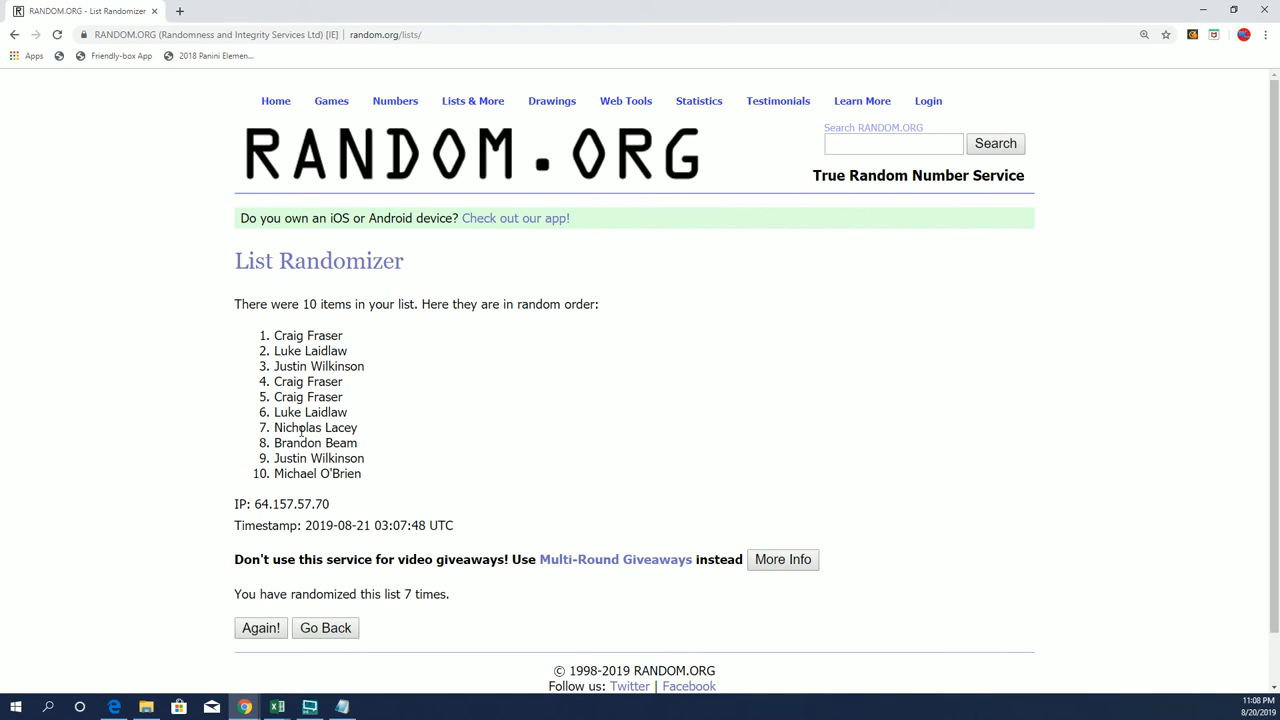 RANDOM.ORG - List Randomizer
RANDOM.ORG (Randomness and Integrity Services Ltd) [IE] | random.org/lists/
Apps Friendly-box App 2018 Panini Elemen...
Home Games Numbers Lists & More Drawings Web Tools Statistics Testimonials Learn More Login
Search RANDOM.ORG
RANDOM.ORG
Search
True Random Number Service
Do you own an iOS or Android device? Check out our app!
List Randomizer
There were 10 items in your list. Here they are in random order:
1. Craig Fraser
2. Luke Laidlaw
3. Justin Wilkinson
4. Craig Fraser
5. Craig Fraser
6. Luke Laidlaw
7. Nicholas Lacey
8. Brandon Beam
9. Justin Wilkinson
10. Michael O'Brien
IP: 64.157.57.70
Timestamp: 2019-08-21 03:07:48 UTC
Don't use this service for video giveaways! Use Multi-Round Giveaways instead More Info
You have randomized this list 7 times.
Again! Go Back
© 1998-2019 RANDOM.ORG
Follow us: Twitter | Facebook
11:08 PM
8/20/2019